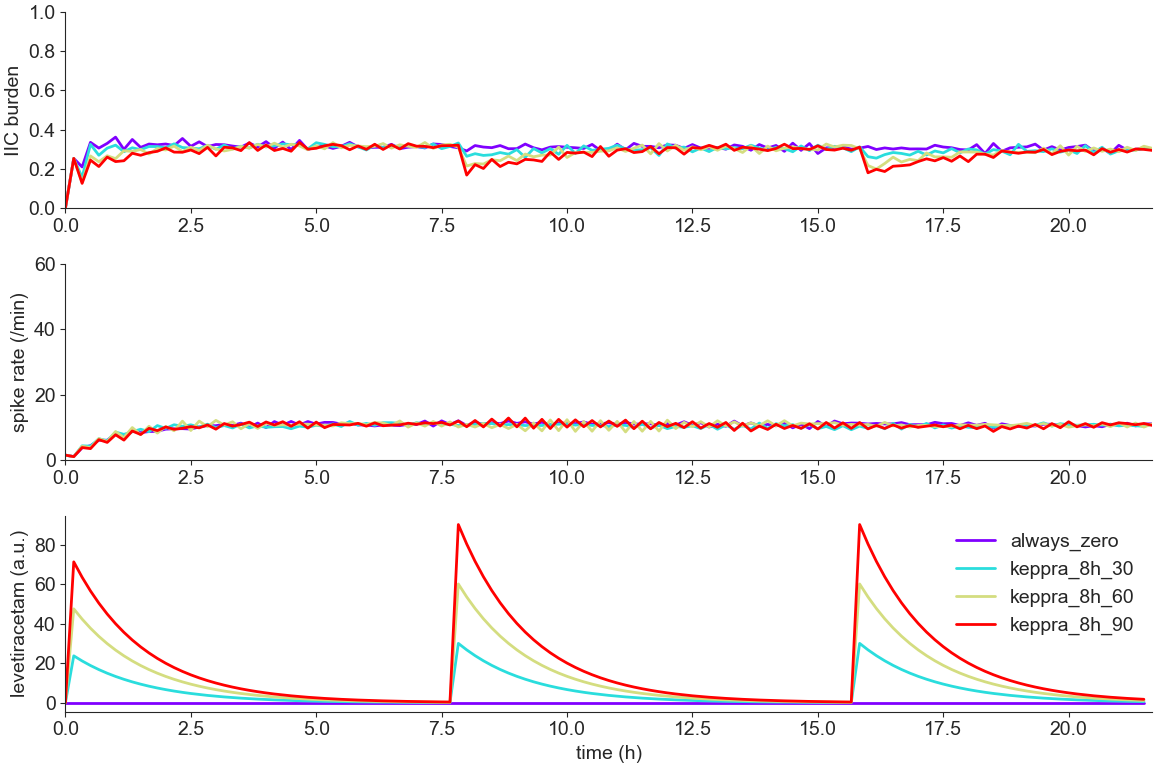 IIC burden
1.0
0.8
0.6
0.4
0.2
0.0
0.0 2.5 5.0 7.5 10.0 12.5 15.0 17.5 20.0
spike rate (/min)
60
40
20
0
0.0 2.5 5.0 7.5 10.0 12.5 15.0 17.5 20.0
levetiracetam (a.u.)
80
60
40
20
0
always_zero
keppra_8h_30
keppra_8h_60
keppra_8h_90
0.0 2.5 5.0 7.5 10.0 12.5 15.0 17.5 20.0
time (h)